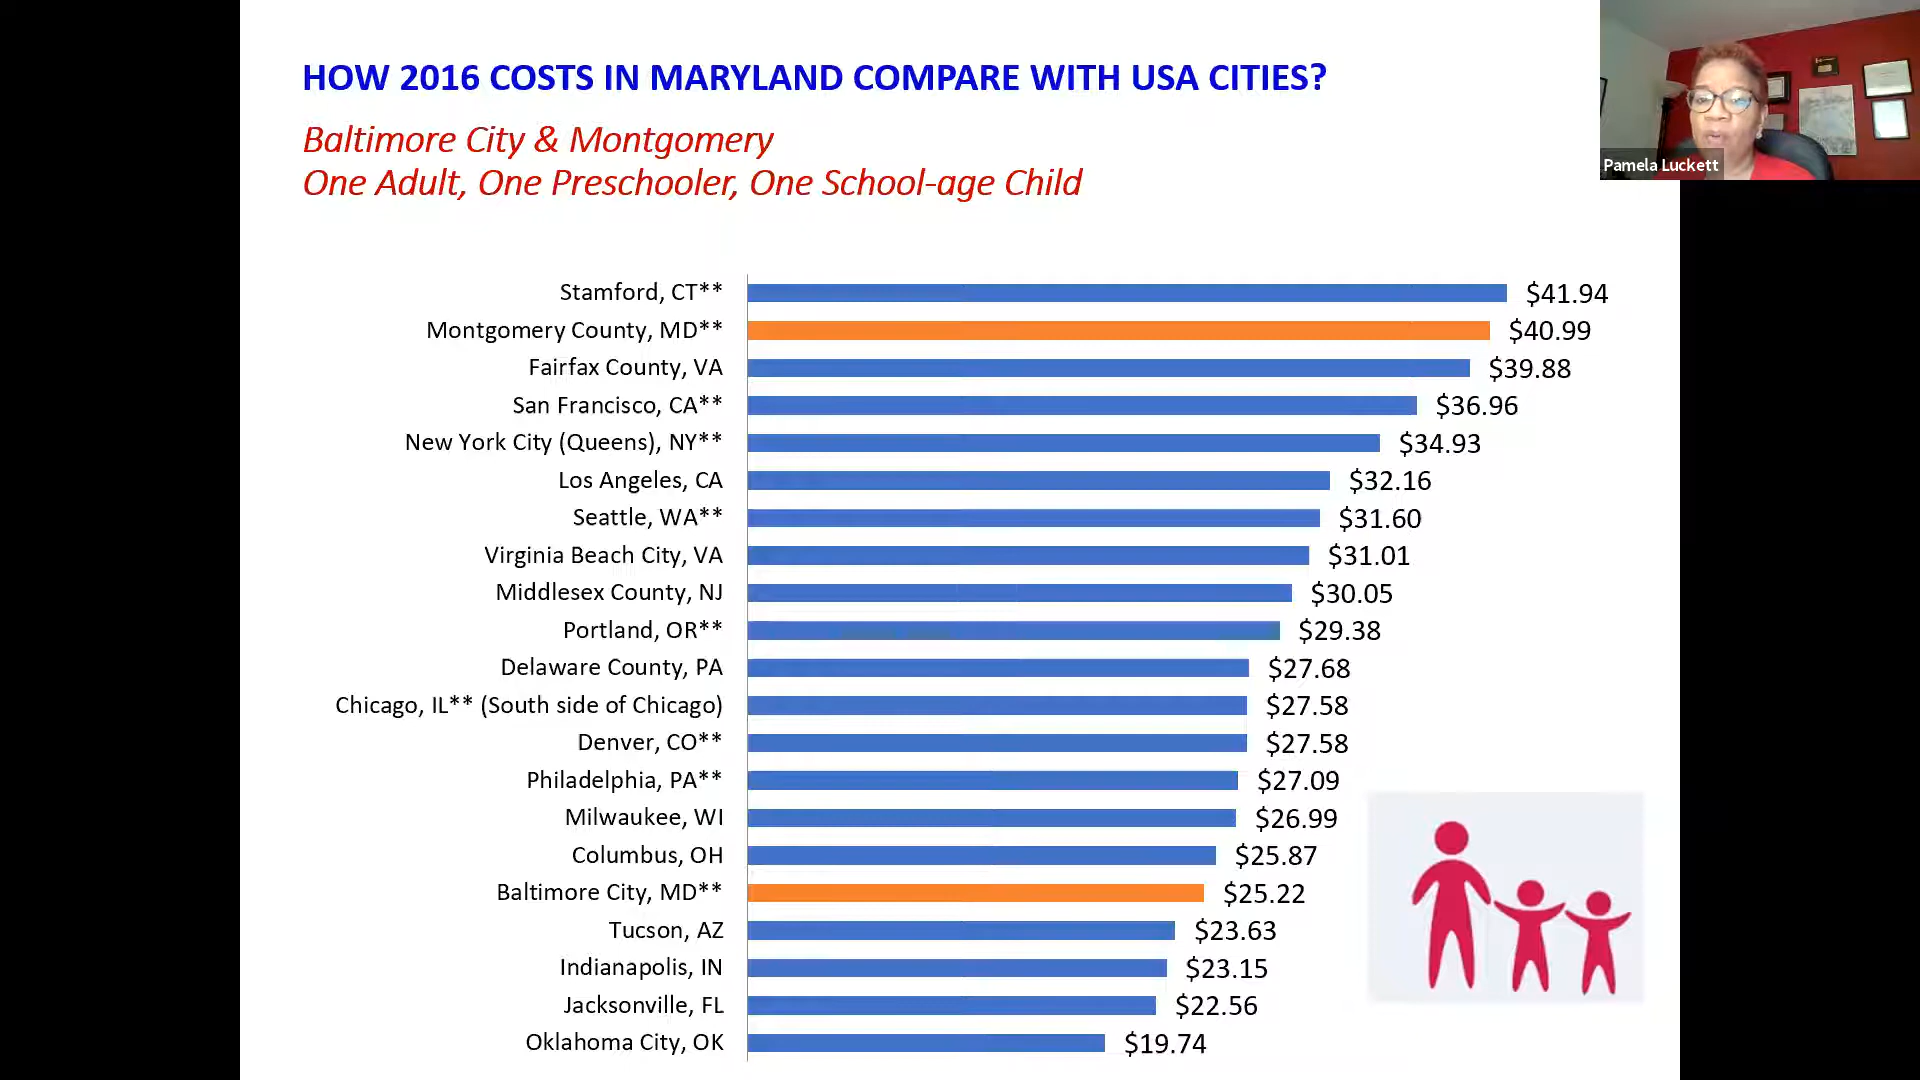 HOW 2016 COSTS IN MARYLAND COMPARE WITH USA CITIES?
Baltimore City & Montgomery
One Adult, One Preschooler, One School-age Child
Pamela Luckett
Stamford, CT** $41.94
Montgomery County, MD** $40.99
Fairfax County, VA $39.88
San Francisco, CA** $36.96
New York City (Queens), NY** $34.93
Los Angeles, CA $32.16
Seattle, WA** $31.60
Virginia Beach City, VA $31.01
Middlesex County, NJ $30.05
Portland, OR** $29.38
Delaware County, PA $27.68
Chicago, IL** (South side of Chicago) $27.58
Denver, CO** $27.58
Philadelphia, PA** $27.09
Milwaukee, WI $26.99
Columbus, OH $25.87
Baltimore City, MD** $25.22
Tucson, AZ $23.63
Indianapolis, IN $23.15
Jacksonville, FL $22.56
Oklahoma City, OK $19.74